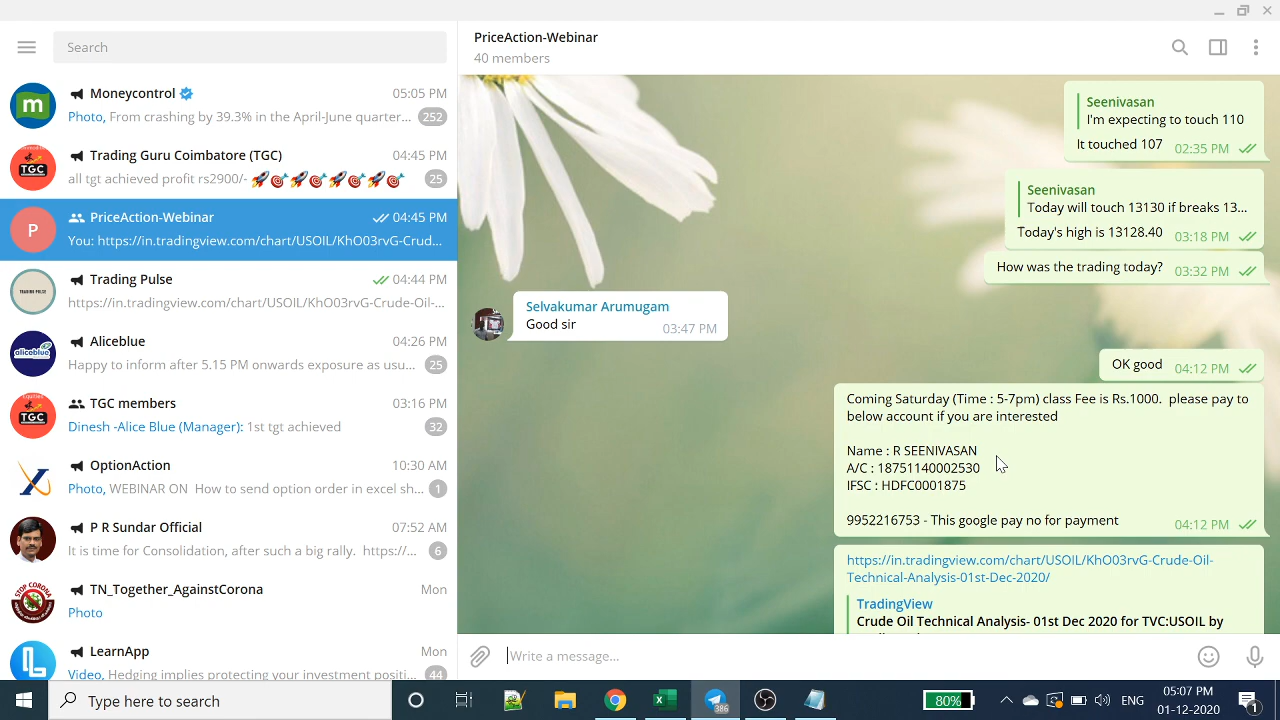 Search
Moneycontrol 05:05 PM
Photo, From crashing by 39.3% in the April-June quarter... 252
m
Trading Guru Coimbatore (TGC) 04:45 PM
all tgt achieved profit rs2900/- 🚀🎯🚀🎯🚀🎯🚀🎯 25
TGC
PriceAction-Webinar 04:45 PM
You: https://in.tradingview.com/chart/USOIL/KhO03rvG-Crud...
P
Trading Pulse 04:44 PM
https://in.tradingview.com/chart/USOIL/KhO03rvG-Crude-Oil-...
TRADING PULSE
Aliceblue 04:26 PM
Happy to inform after 5.15 PM onwards exposure as usu... 25
aliceblue
TGC members 03:16 PM
Dinesh -Alice Blue (Manager): 1st tgt achieved 32
TGC
OptionAction 10:30 AM
Photo, WEBINAR ON How to send option order in excel sh... 1
P R Sundar Official 07:52 AM
It is time for Consolidation, after such a big rally. https://... 6
TN_Together_AgainstCorona Mon
Photo
STOP CORONA
LearnApp Mon
Video, Hedging implies protecting your investment positi... 44
PriceAction-Webinar
40 members
Seenivasan
I'm expecting to touch 110
It touched 107 02:35 PM
Seenivasan
Today will touch 13130 if breaks 13...
Today's high is 13128.40 03:18 PM
How was the trading today? 03:32 PM
Selvakumar Arumugam
Good sir 03:47 PM
OK good 04:12 PM
Coming Saturday (Time : 5-7pm) class Fee is Rs.1000. please pay to
below account if you are interested
Name : R SEENIVASAN
A/C : 18751140002530
IFSC : HDFC0001875
9952216753 - This google pay no for payment 04:12 PM
https://in.tradingview.com/chart/USOIL/KhO03rvG-Crude-Oil-
Technical-Analysis-01st-Dec-2020/
TradingView
Crude Oil Technical Analysis- 01st Dec 2020 for TVC:USOIL by
Write a message...
Type here to search
386
80%
ENG
05:07 PM
01-12-2020
1